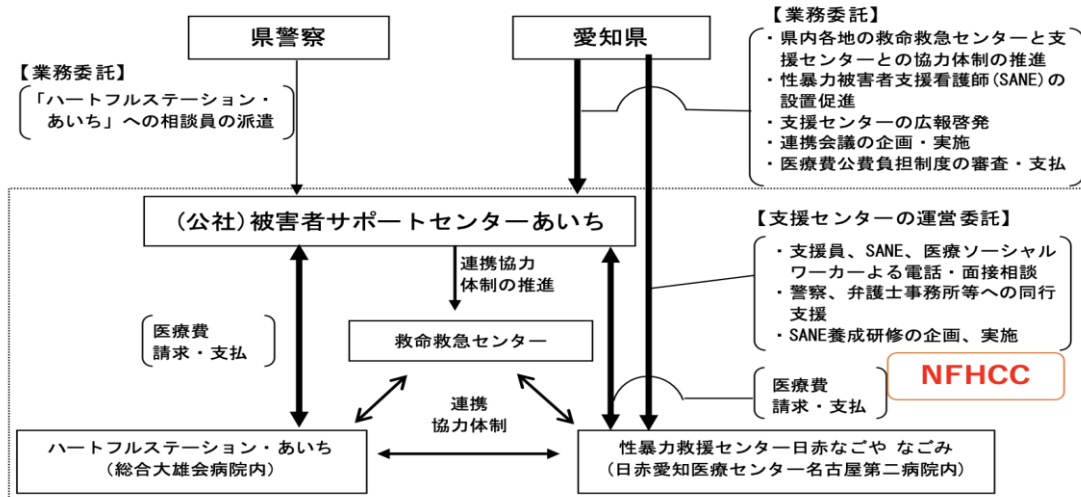 県警察
愛知県
【業務委託】
「ハートフルステーション・
あいち」への相談員の派遣
【業務委託】
・県内各地の救命救急センターと支
援センターとの協力体制の推進
・性暴力被害者支援看護師(SANE)の
設置促進
・支援センターの広報啓発
・連携会議の企画・実施
・医療費公費負担制度の審査・支払
(公社)被害者サポートセンターあいち
【支援センターの運営委託】
・支援員、SANE、医療ソーシャル
ワーカーよる電話・面接相談
・警察、弁護士事務所等への同行
支援
・SANE養成研修の企画、実施
連携協力
体制の推進
医療費
請求・支払
救命救急センター
NFHCC
医療費
請求・支払
連携
協力体制
ハートフルステーション・あいち
(総合大雄会病院内)
性暴力救援センター日赤なごや なごみ
(日赤愛知医療センター名古屋第二病院内)